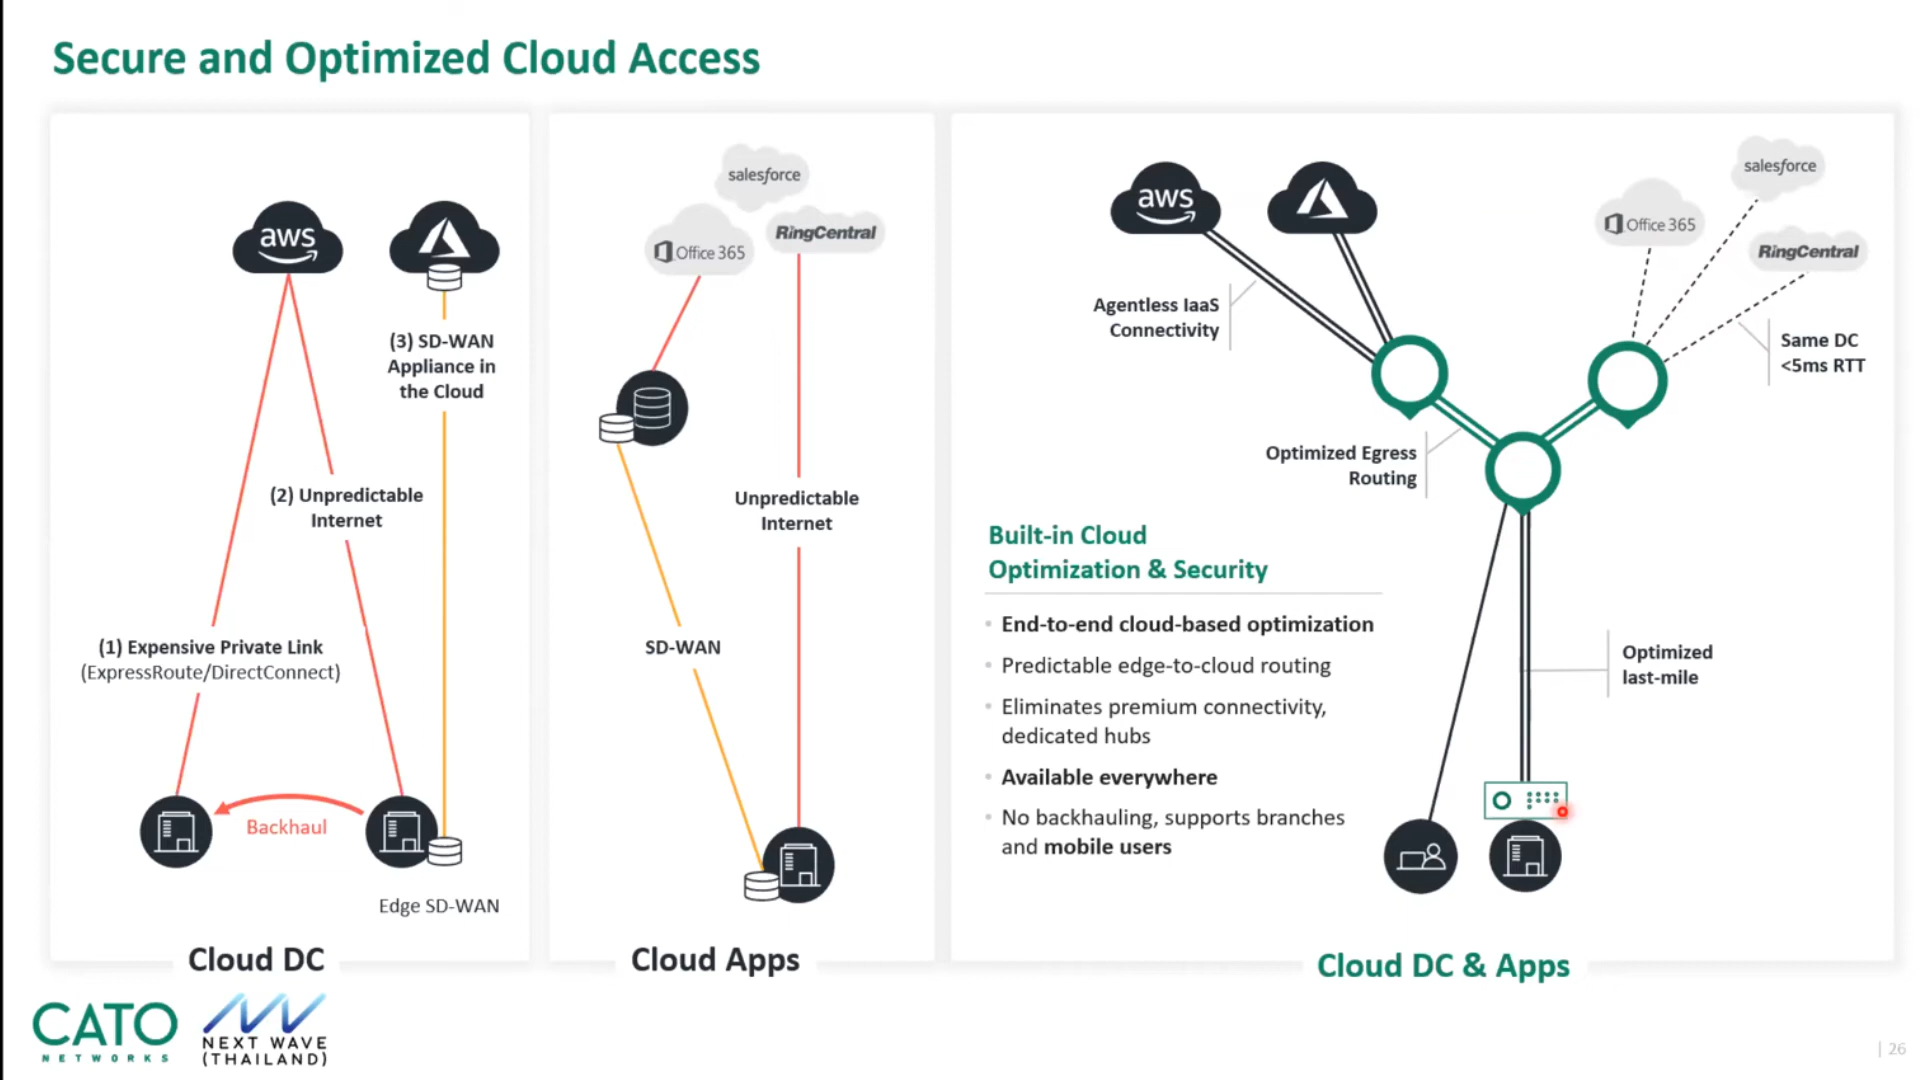 Secure and Optimized Cloud Access
aws
(3) SD-WAN
Appliance in
the Cloud
(2) Unpredictable
Internet
(1) Expensive Private Link
(ExpressRoute/DirectConnect)
Backhaul
Edge SD-WAN
Cloud DC
salesforce
RingCentral
Office 365
Unpredictable
Internet
SD-WAN
Cloud Apps
aws
salesforce
Office 365
RingCentral
Agentless IaaS
Connectivity
Same DC
<5ms RTT
Optimized Egress
Routing
Built-in Cloud
Optimization & Security
• End-to-end cloud-based optimization
• Predictable edge-to-cloud routing
• Eliminates premium connectivity,
dedicated hubs
• Available everywhere
• No backhauling, supports branches
and mobile users
Optimized
last-mile
Cloud DC & Apps
CATO
NETWORKS
NEXT WAVE
(THAILAND)
| 26